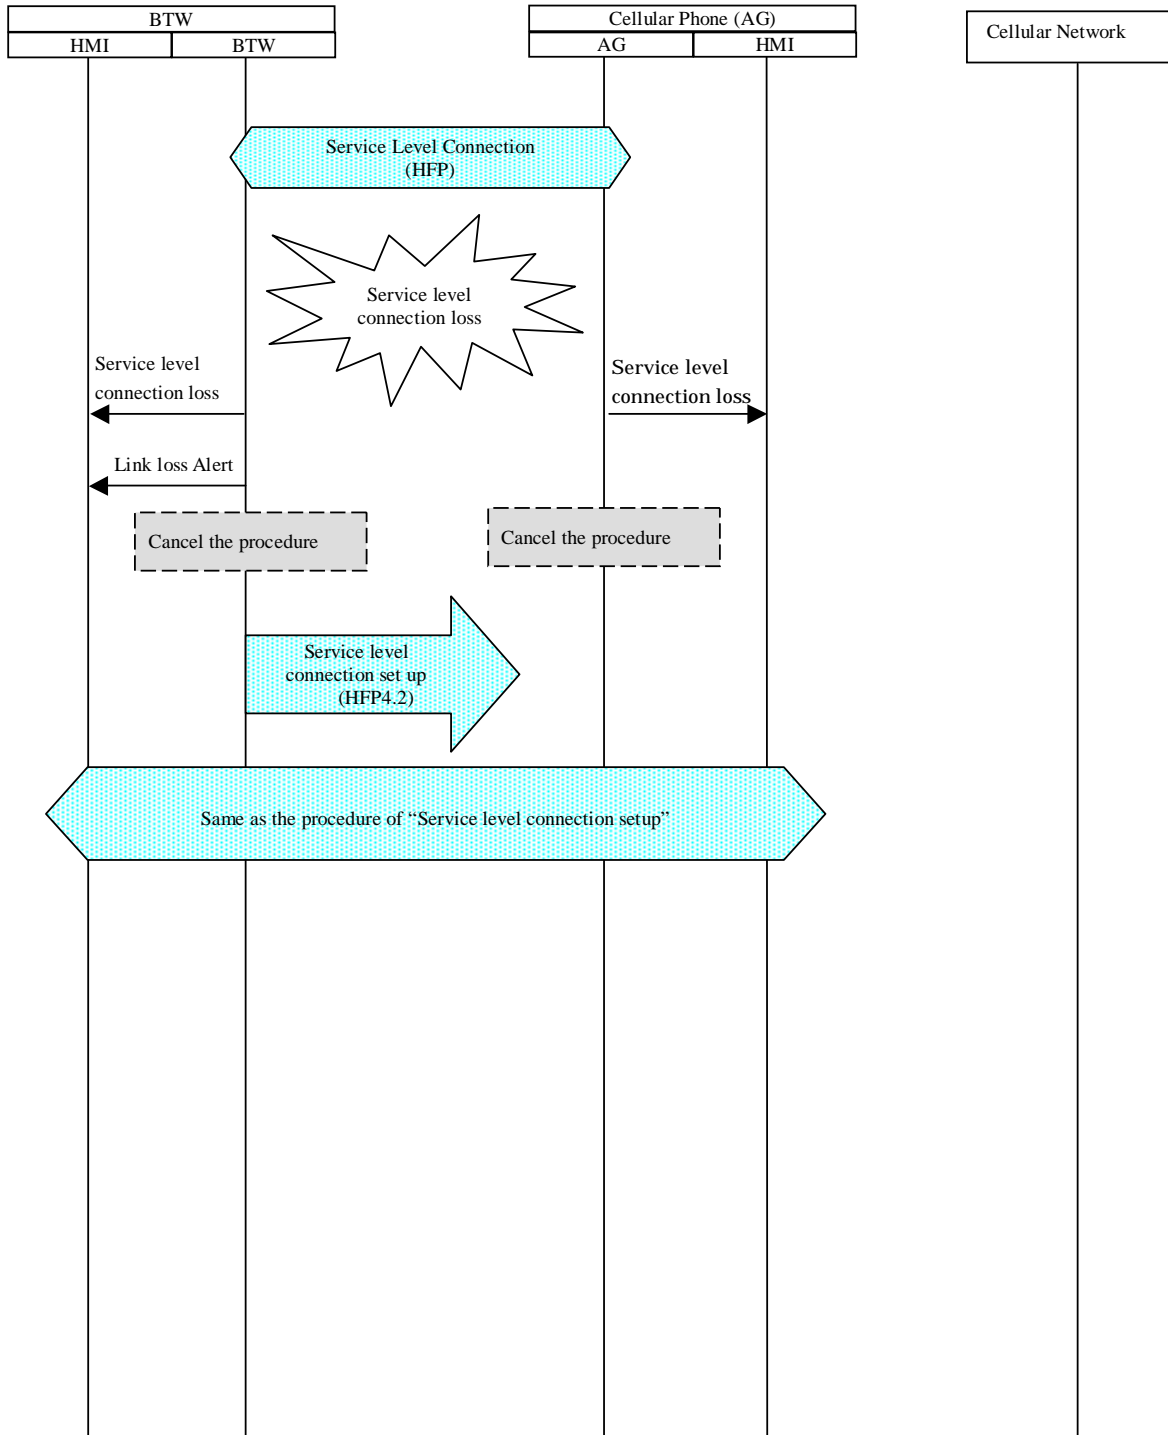 BTW
HMI
BTW
Cellular Phone (AG)
AG
HMI
Cellular Network
Service Level Connection
(HFP)
Service level
connection loss
Service level
connection loss
Service level
connection loss
Link loss Alert
Cancel the procedure
Cancel the procedure
Service level
connection set up
(HFP4.2)
Same as the procedure of “Service level connection setup”